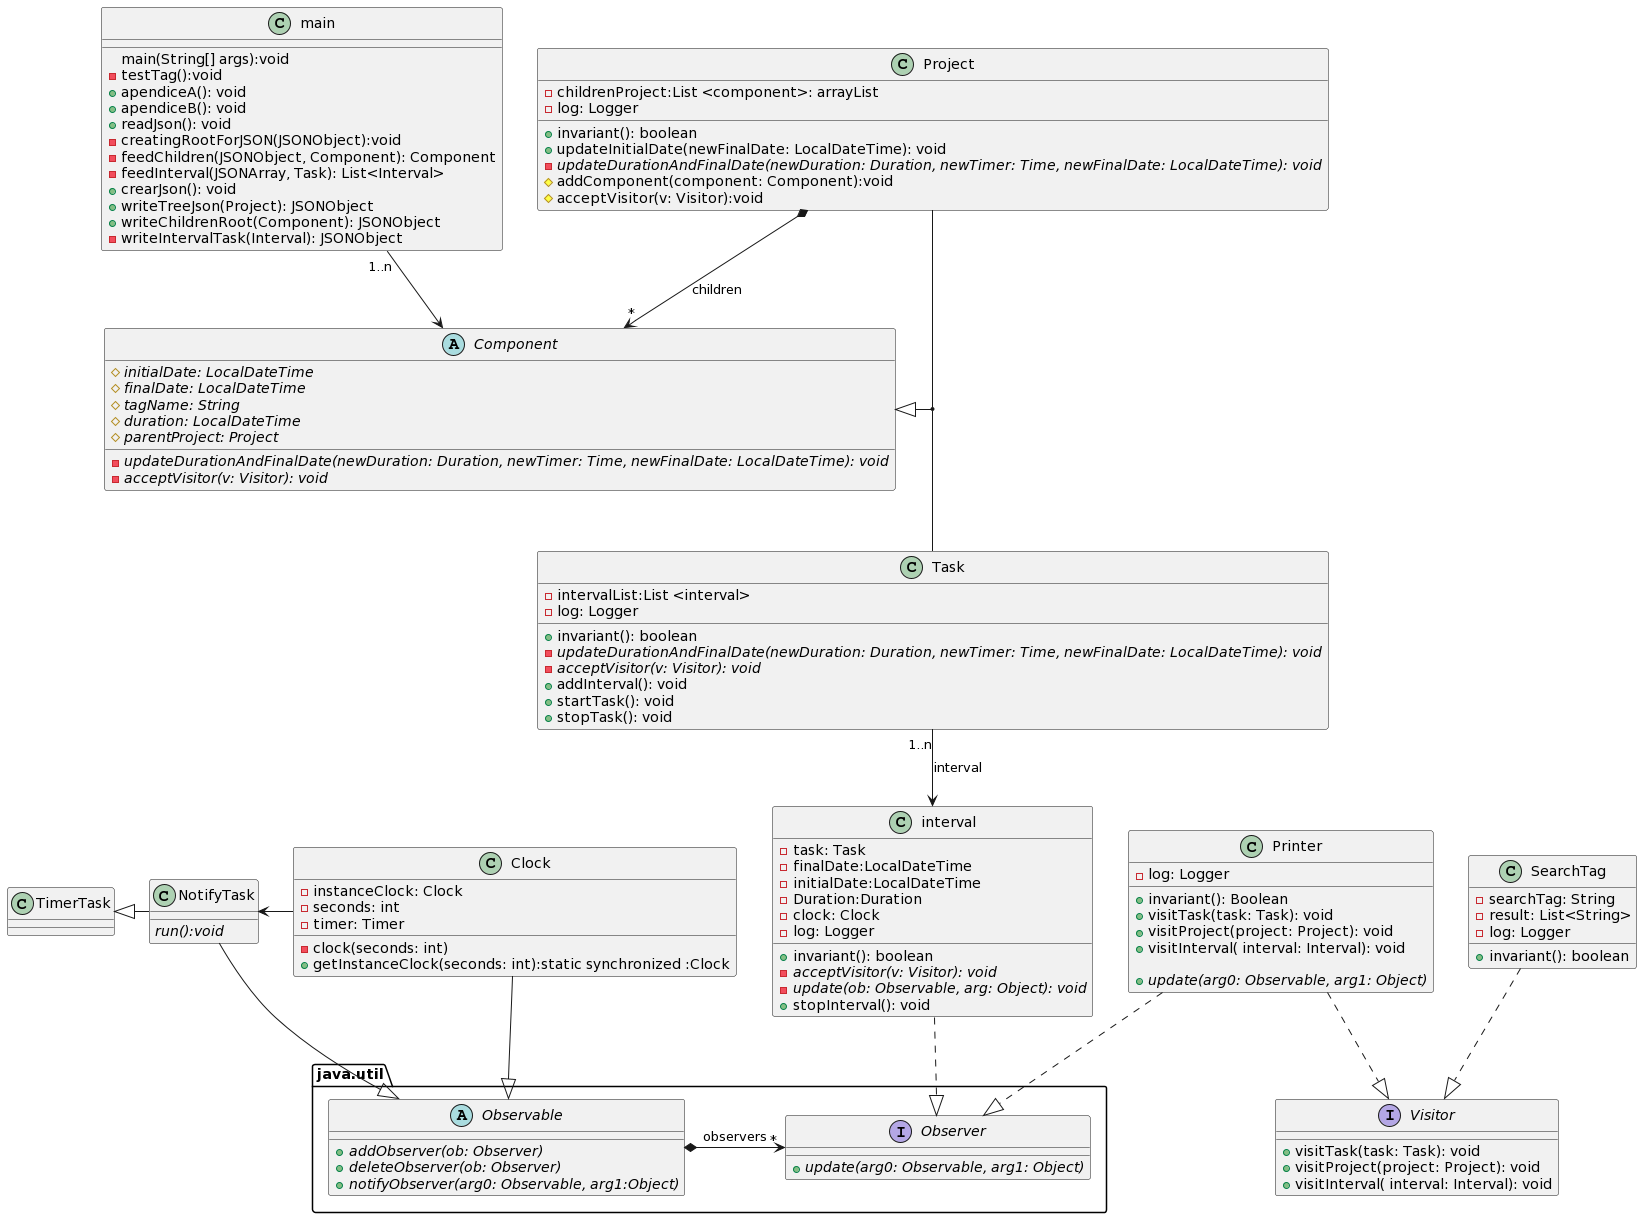 C main
main(String[] args):void
testTag():void
apendiceA(): void
apendiceB(): void
readJson(): void
creatingRootForJSON(JSONObject):void
feedChildren(JSONObject, Component): Component
feedInterval(JSONArray, Task): List<Interval>
crearJson(): void
writeTreeJson(Project): JSONObject
writeChildrenRoot(Component): JSONObject
writeIntervalTask(Interval): JSONObject
C Project
childrenProject:List <component>: arrayList
log: Logger
invariant(): boolean
updateInitialDate(newFinalDate: LocalDateTime): void
updateDurationAndFinalDate(newDuration: Duration, newTimer: Time, newFinalDate: LocalDateTime): void
addComponent(component: Component):void
acceptVisitor(v: Visitor):void
1..n
children
*
A Component
initialDate: LocalDateTime
finalDate: LocalDateTime
tagName: String
duration: LocalDateTime
parentProject: Project
updateDurationAndFinalDate(newDuration: Duration, newTimer: Time, newFinalDate: LocalDateTime): void
acceptVisitor(v: Visitor): void
C Task
intervalList:List <interval>
log: Logger
invariant(): boolean
updateDurationAndFinalDate(newDuration: Duration, newTimer: Time, newFinalDate: LocalDateTime): void
acceptVisitor(v: Visitor): void
addInterval(): void
startTask(): void
stopTask(): void
1..n
interval
C TimerTask
C NotifyTask
run():void
C Clock
instanceClock: Clock
seconds: int
timer: Timer
clock(seconds: int)
getInstanceClock(seconds: int):static synchronized :Clock
C interval
task: Task
finalDate:LocalDateTime
initialDate:LocalDateTime
Duration:Duration
clock: Clock
log: Logger
invariant(): boolean
acceptVisitor(v: Visitor): void
update(ob: Observable, arg: Object): void
stopInterval(): void
C Printer
log: Logger
invariant(): Boolean
visitTask(task: Task): void
visitProject(project: Project): void
visitInterval( interval: Interval): void
update(arg0: Observable, arg1: Object)
C SearchTag
searchTag: String
result: List<String>
log: Logger
invariant(): boolean
java.util
A Observable
addObserver(ob: Observer)
deleteObserver(ob: Observer)
notifyObserver(arg0: Observable, arg1:Object)
observers
*
I Observer
update(arg0: Observable, arg1: Object)
I Visitor
visitTask(task: Task): void
visitProject(project: Project): void
visitInterval( interval: Interval): void